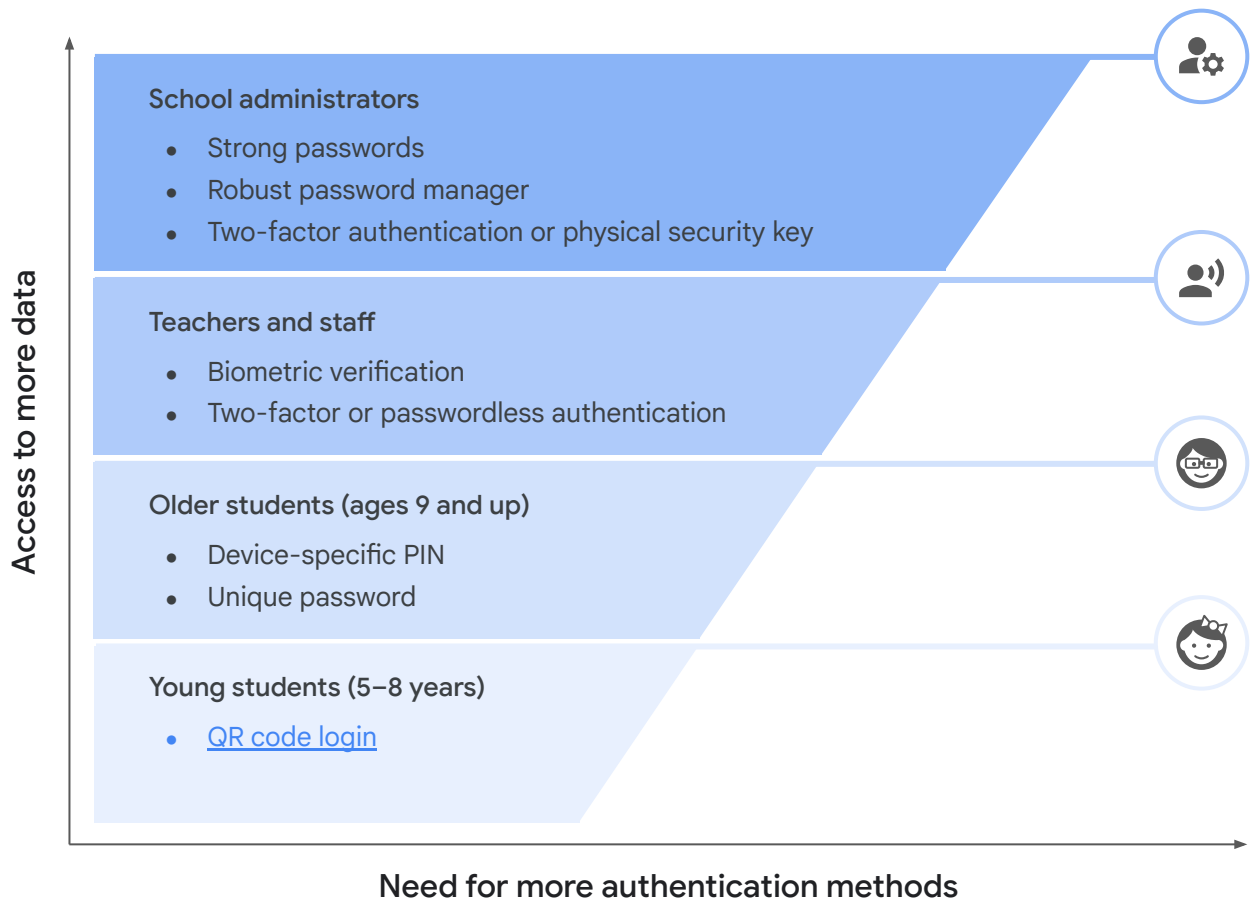 School administrators
• Strong passwords
• Robust password manager
• Two-factor authentication or physical security key
Teachers and staff
• Biometric verification
• Two-factor or passwordless authentication
Older students (ages 9 and up)
• Device-specific PIN
• Unique password
Young students (5–8 years)
• QR code login
Access to more data
Need for more authentication methods